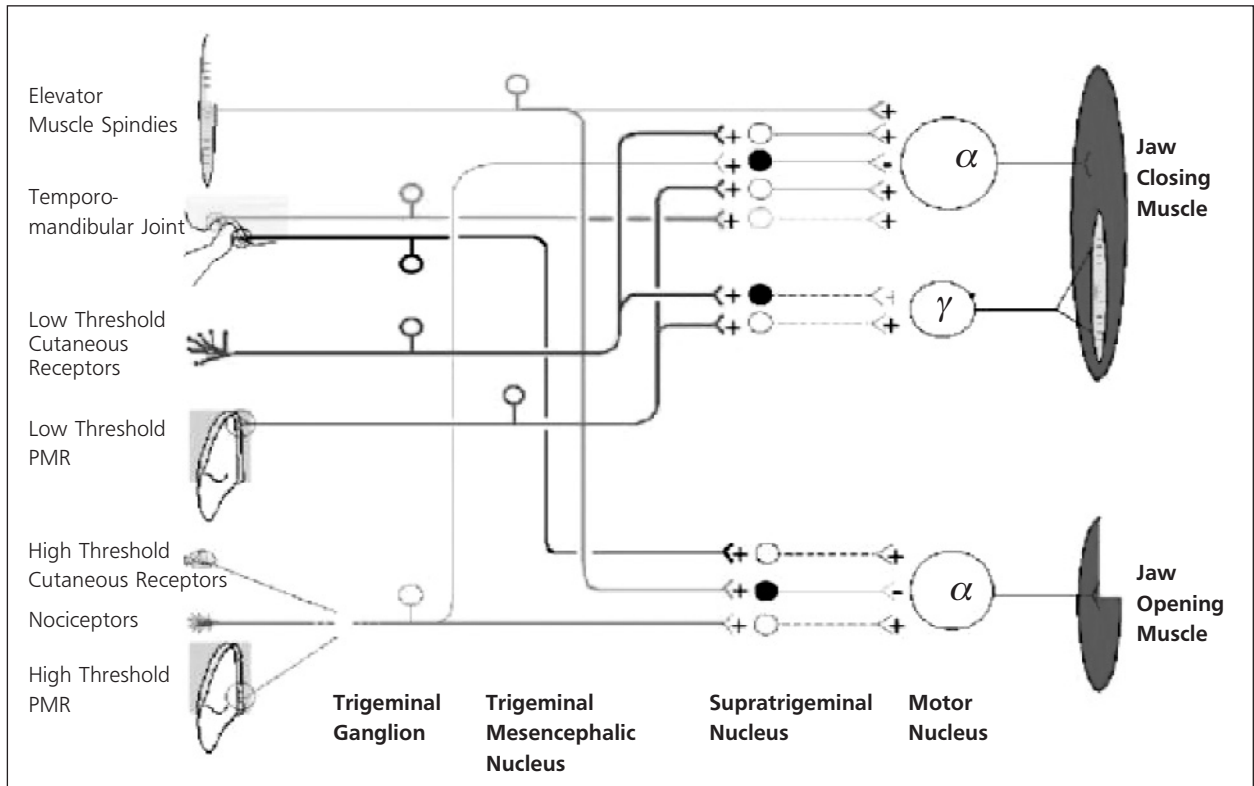 Elevator
Muscle Spindies
Temporo-
mandibular Joint
Low Threshold
Cutaneous
Receptors
Low Threshold
PMR
High Threshold
Cutaneous Receptors
Nociceptors
High Threshold
PMR
Trigeminal
Ganglion
Trigeminal
Mesencephalic
Nucleus
Supratrigeminal
Nucleus
Motor
Nucleus
+
+
+
+
-
+
+
+
+
α
+
+
+
γ
+
+
+
-
+
+
α
Jaw
Closing
Muscle
Jaw
Opening
Muscle